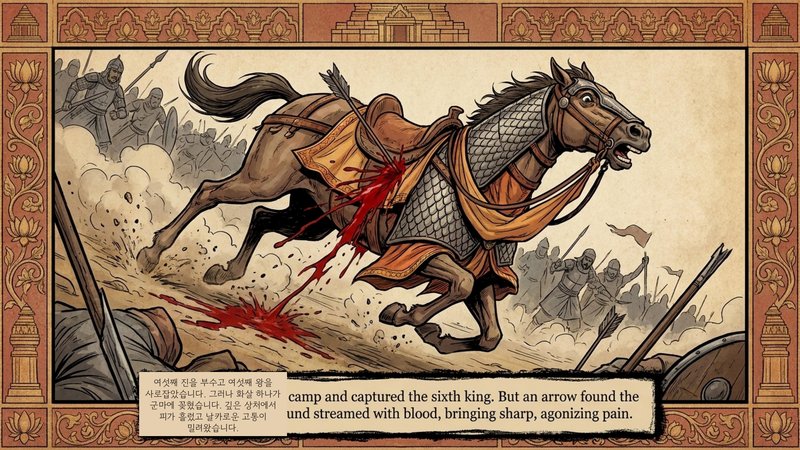 여섯째 진을 부수고 여섯째 왕을
사로잡았습니다. 그러나 화살 하나가
군마에 꽂혔습니다. 깊은 상처에서
피가 흘렀고 날카로운 고통이
밀려왔습니다.
camp and captured the sixth king. But an arrow found the
und streamed with blood, bringing sharp, agonizing pain.